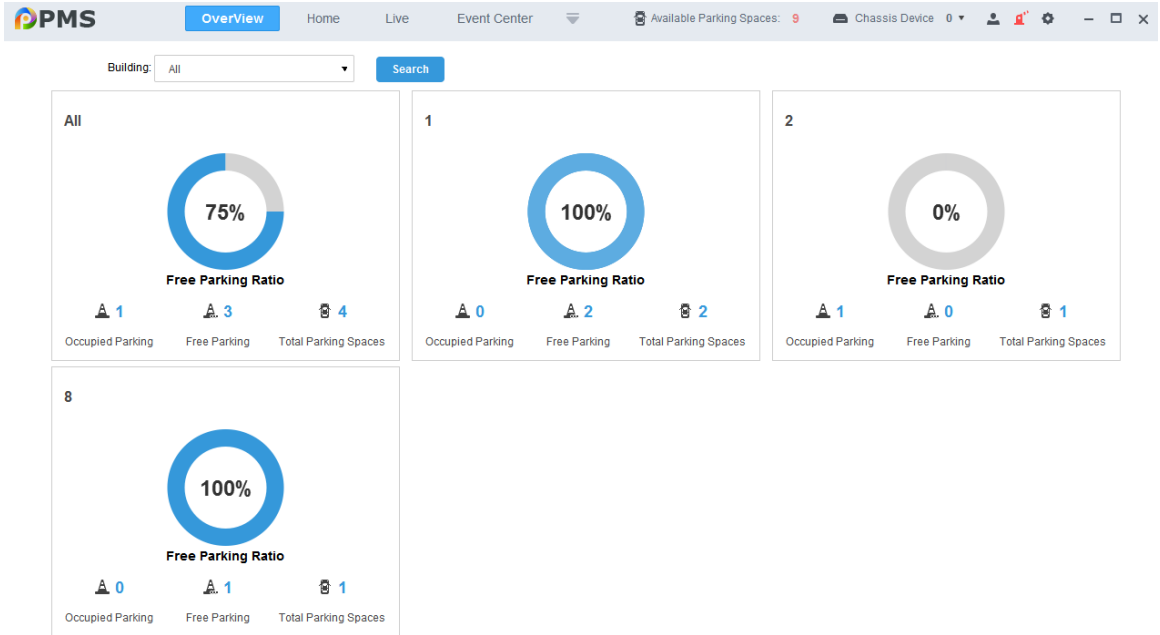 PMS OverView Home Live Event Center Available Parking Spaces: 9 Chassis Device 0
Building: All Search
All
75%
Free Parking Ratio
1 3 4
Occupied Parking Free Parking Total Parking Spaces
1
100%
Free Parking Ratio
0 2 2
Occupied Parking Free Parking Total Parking Spaces
2
0%
Free Parking Ratio
1 0 1
Occupied Parking Free Parking Total Parking Spaces
8
100%
Free Parking Ratio
0 1 1
Occupied Parking Free Parking Total Parking Spaces